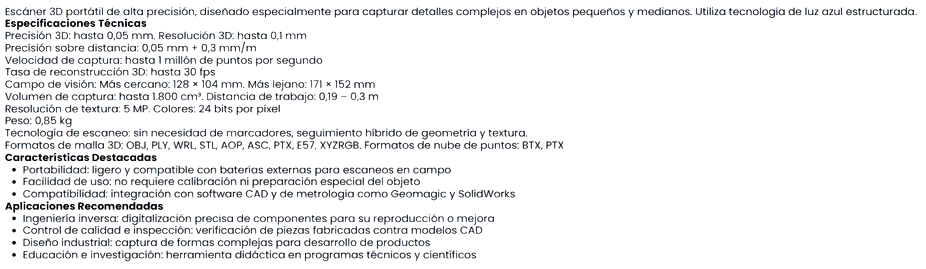 Escáner 3D portátil de alta precisión, diseñado especialmente para capturar detalles complejos en objetos pequeños y medianos. Utiliza tecnología de luz azul estructurada.
Especificaciones Técnicas
Precisión 3D: hasta 0,05 mm. Resolución 3D: hasta 0,1 mm
Precisión sobre distancia: 0,05 mm + 0,3 mm/m
Velocidad de captura: hasta 1 millón de puntos por segundo
Tasa de reconstrucción 3D: hasta 30 fps
Campo de visión: Más cercano: 128 × 104 mm. Más lejano: 171 × 152 mm
Volumen de captura: hasta 1.800 cm³. Distancia de trabajo: 0,19 – 0,3 m
Resolución de textura: 5 MP. Colores: 24 bits por píxel
Peso: 0,85 kg
Tecnología de escaneo: sin necesidad de marcadores, seguimiento híbrido de geometría y textura.
Formatos de malla 3D: OBJ, PLY, WRL, STL, AOP, ASC, PTX, E57, XYZRGB. Formatos de nube de puntos: BTX, PTX
Características Destacadas
• Portabilidad: ligero y compatible con baterías externas para escaneos en campo
• Facilidad de uso: no requiere calibración ni preparación especial del objeto
• Compatibilidad: integración con software CAD y de metrología como Geomagic y SolidWorks
Aplicaciones Recomendadas
• Ingeniería inversa: digitalización precisa de componentes para su reproducción o mejora
• Control de calidad e inspección: verificación de piezas fabricadas contra modelos CAD
• Diseño industrial: captura de formas complejas para desarrollo de productos
• Educación e investigación: herramienta didáctica en programas técnicos y científicos